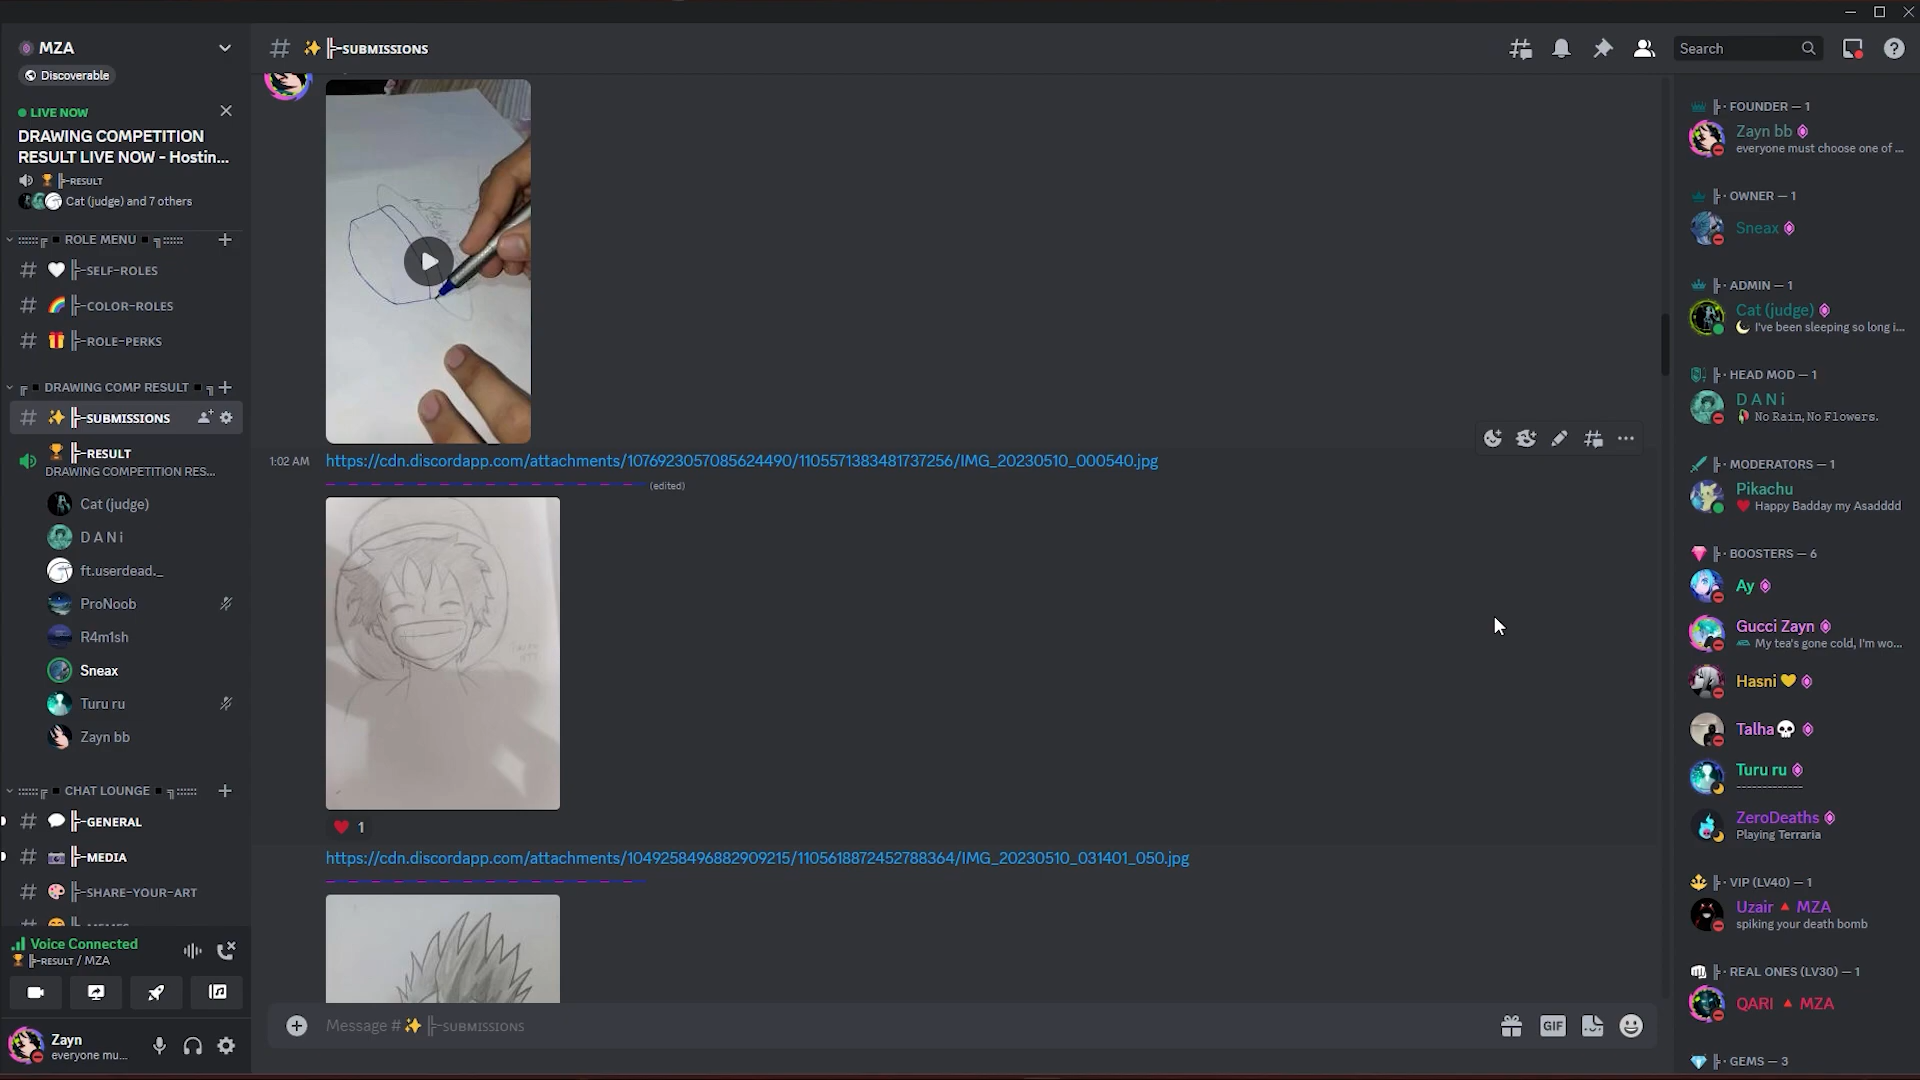 MZA
Discoverable
LIVE NOW
DRAWING COMPETITION
RESULT LIVE NOW - Hostin...
RESULT
Cat (judge) and 7 others
ROLE MENU
SELF-ROLES
COLOR-ROLES
ROLE-PERKS
DRAWING COMP RESULT
SUBMISSIONS
RESULT
DRAWING COMPETITION RES...
Cat (judge)
D A N i
ft.userdead._
ProNoob
R4m1sh
Sneax
Turu ru
Zayn bb
CHAT LOUNGE
GENERAL
MEDIA
SHARE-YOUR-ART
Voice Connected
RESULT / MZA
Zayn
everyone mu...
SUBMISSIONS
Search
1:02 AM
https://cdn.discordapp.com/attachments/1076923057085624490/1105571383481737256/IMG_20230510_000540.jpg
(edited)
1
https://cdn.discordapp.com/attachments/1049258496882909215/1105618872452788364/IMG_20230510_031401_050.jpg
Message # SUBMISSIONS
GIF
FOUNDER — 1
Zayn bb
everyone must choose one of ...
OWNER — 1
Sneax
ADMIN — 1
Cat (judge)
I've been sleeping so long i...
HEAD MOD — 1
D A N i
No Rain, No Flowers.
MODERATORS — 1
Pikachu
Happy Badday my Asadddd
BOOSTERS — 6
Ay
Gucci Zayn
My tea's gone cold, I'm wo...
Hasni
Talha
Turu ru
-------------
ZeroDeaths
Playing Terraria
VIP (LV40) — 1
Uzair 🔺 MZA
spiking your death bomb
REAL ONES (LV30) — 1
QARI 🔺 MZA
GEMS — 3